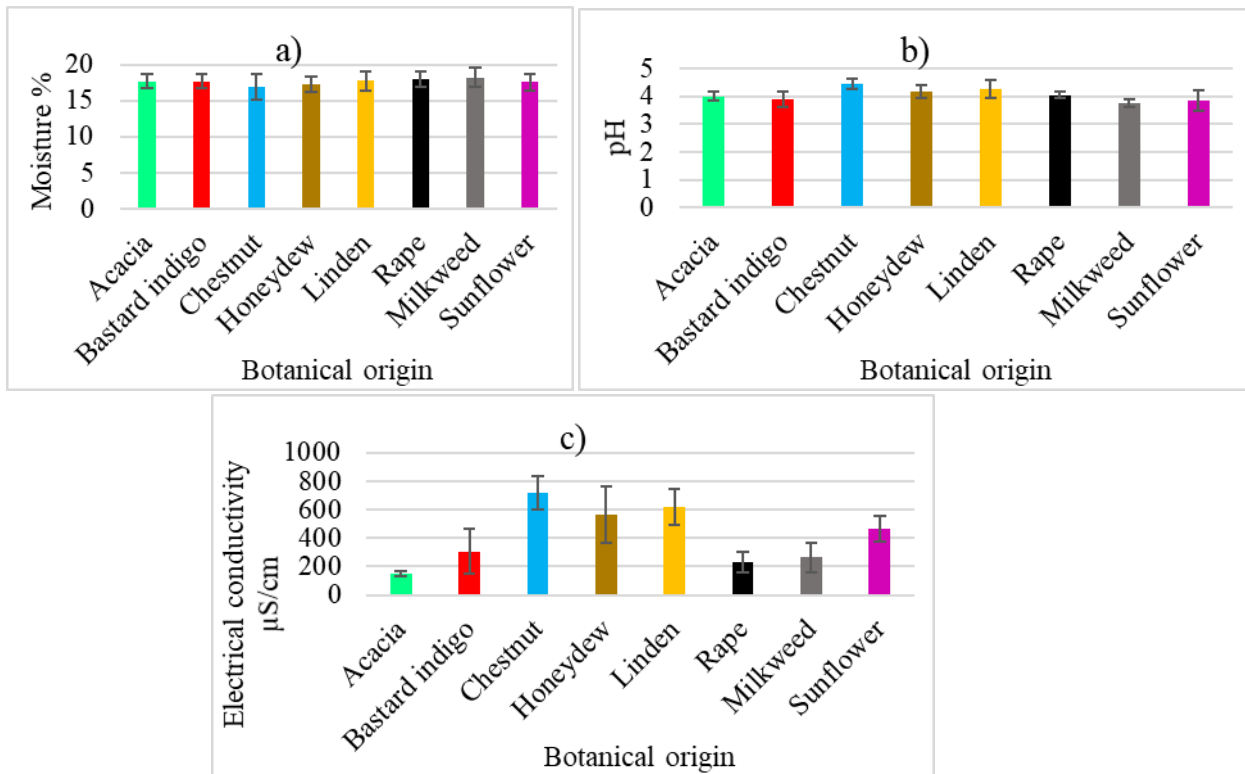 a)
Moisture %
20
15
10
5
0
Acacia
Bastard indigo
Chestnut
Honeydew
Linden
Rape
Milkweed
Sunflower
Botanical origin
b)
pH
5
4
3
2
1
0
Acacia
Bastard indigo
Chestnut
Honeydew
Linden
Rape
Milkweed
Sunflower
Botanical origin
c)
Electrical conductivity
µS/cm
1000
800
600
400
200
0
Acacia
Bastard indigo
Chestnut
Honeydew
Linden
Rape
Milkweed
Sunflower
Botanical origin